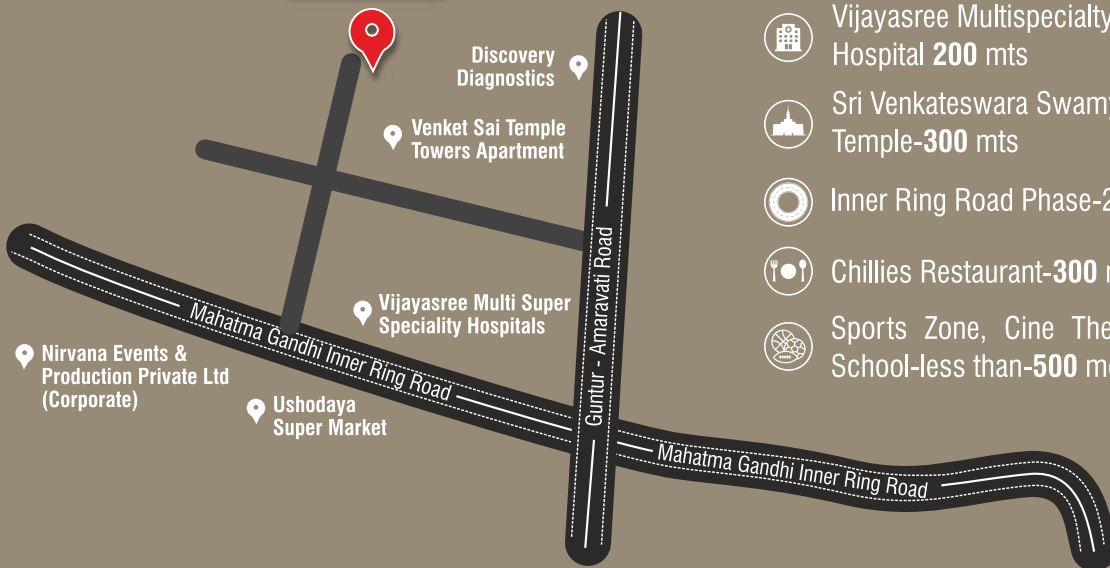 Discovery
Diagnostics
Venket Sai Temple
Towers Apartment
Guntur - Amaravati Road
Vijayasree Multi Super
Speciality Hospitals
Mahatma Gandhi Inner Ring Road
Nirvana Events &
Production Private Ltd
(Corporate)
Ushodaya
Super Market
Mahatma Gandhi Inner Ring Road
Vijayasree Multispecialty
Hospital 200 mts
Sri Venkateswara Swamy
Temple-300 mts
Inner Ring Road Phase-2
Chillies Restaurant-300
Sports Zone, Cine
School-less than-500